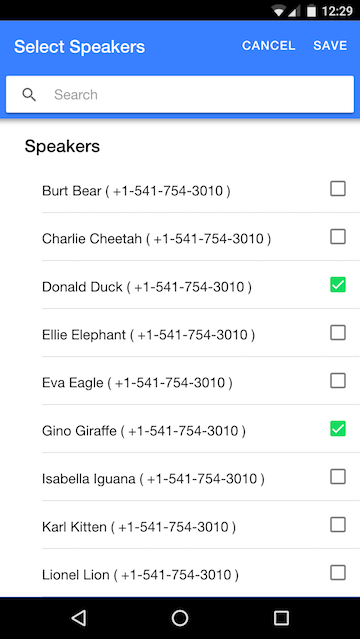 12:29
Select Speakers CANCEL SAVE
Search
Speakers
Burt Bear ( +1-541-754-3010 )
Charlie Cheetah ( +1-541-754-3010 )
Donald Duck ( +1-541-754-3010 )
Ellie Elephant ( +1-541-754-3010 )
Eva Eagle ( +1-541-754-3010 )
Gino Giraffe ( +1-541-754-3010 )
Isabella Iguana ( +1-541-754-3010 )
Karl Kitten ( +1-541-754-3010 )
Lionel Lion ( +1-541-754-3010 )